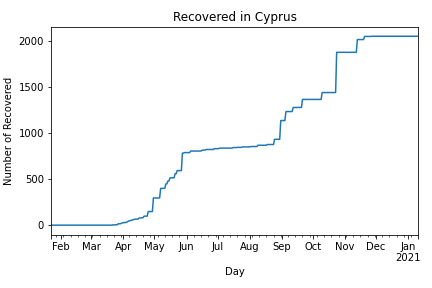 Recovered in Cyprus
Number of Recovered
2000
1500
1000
500
0
Feb Mar Apr May Jun Jul Aug Sep Oct Nov Dec Jan
2021
Day